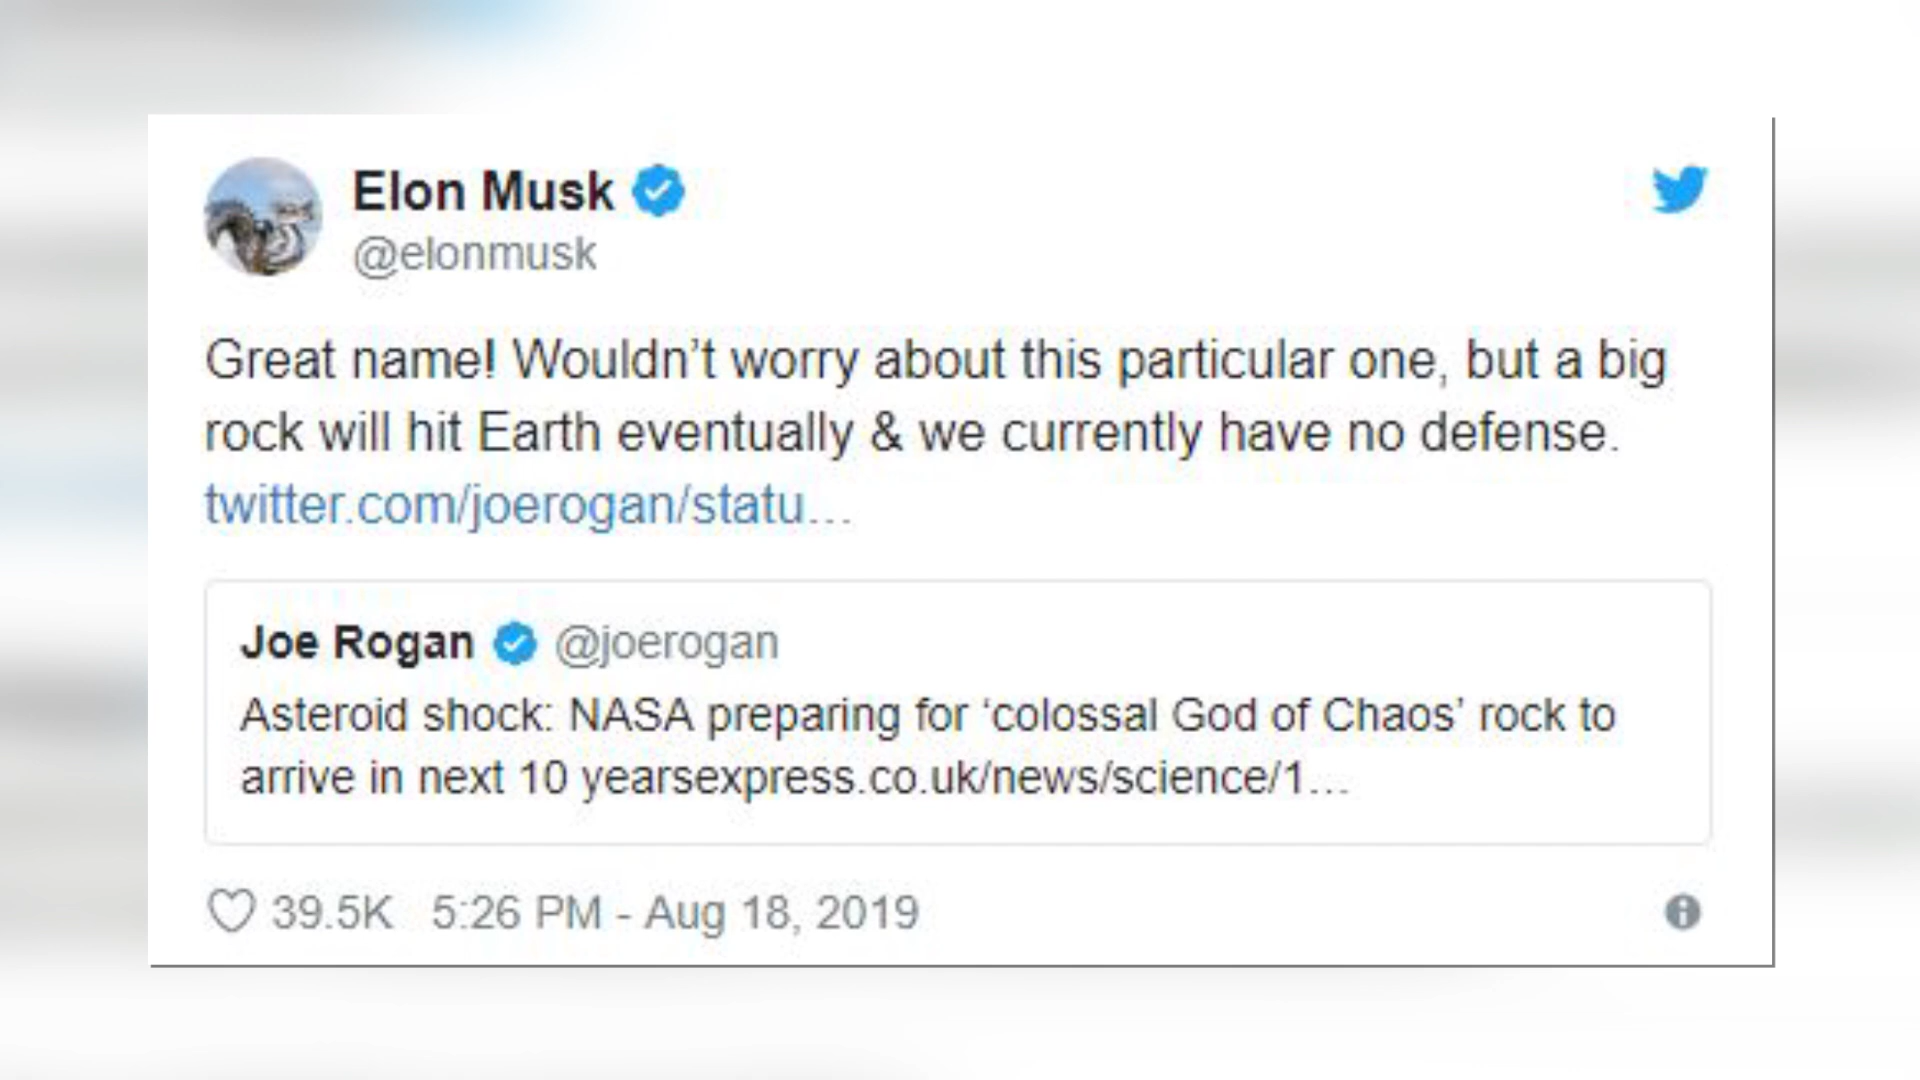 Elon Musk
@elonmusk
Great name! Wouldn’t worry about this particular one, but a big
rock will hit Earth eventually & we currently have no defense.
twitter.com/joerogan/statu…
Joe Rogan @joerogan
Asteroid shock: NASA preparing for ‘colossal God of Chaos’ rock to
arrive in next 10 yearsexpress.co.uk/news/science/1…
39.5K 5:26 PM - Aug 18, 2019